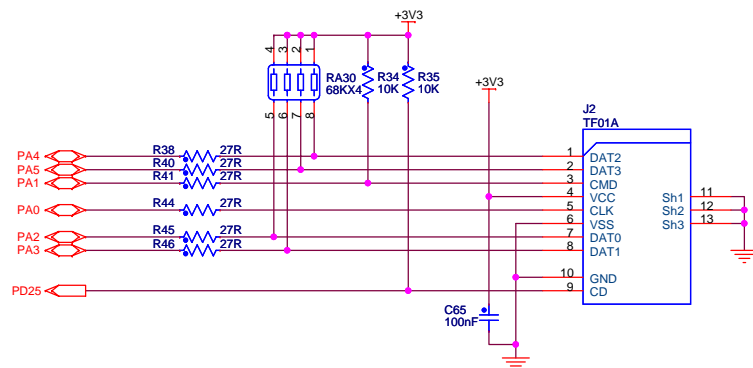 +3V3
4 3 2 1
RA30
68KX4
R34
10K
R35
10K
5 6 7 8
+3V3
J2
TF01A
PA4 R38 27R 1 DAT2
PA5 R40 27R 2 DAT3
PA1 R41 27R 3 CMD
4 VCC Sh1 11
PA0 R44 27R 5 CLK Sh2 12
6 VSS Sh3 13
PA2 R45 27R 7 DAT0
PA3 R46 27R 8 DAT1
10 GND
PD25 9 CD
C65
100nF